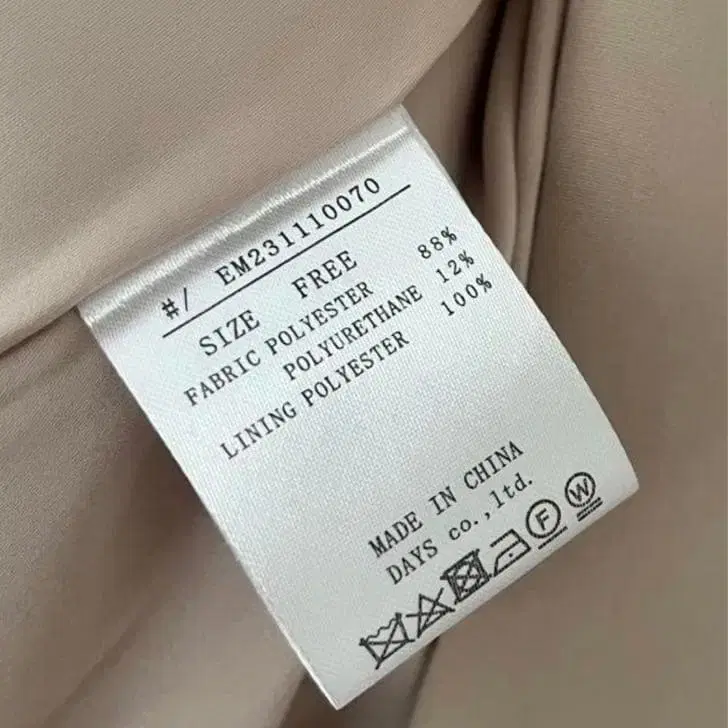 #/ EM231110070
SIZE FREE
FABRIC POLYESTER 88%
POLYURETHANE 12%
LINING POLYESTER 100%
MADE IN CHINA
DAYS co.,ltd.
F W